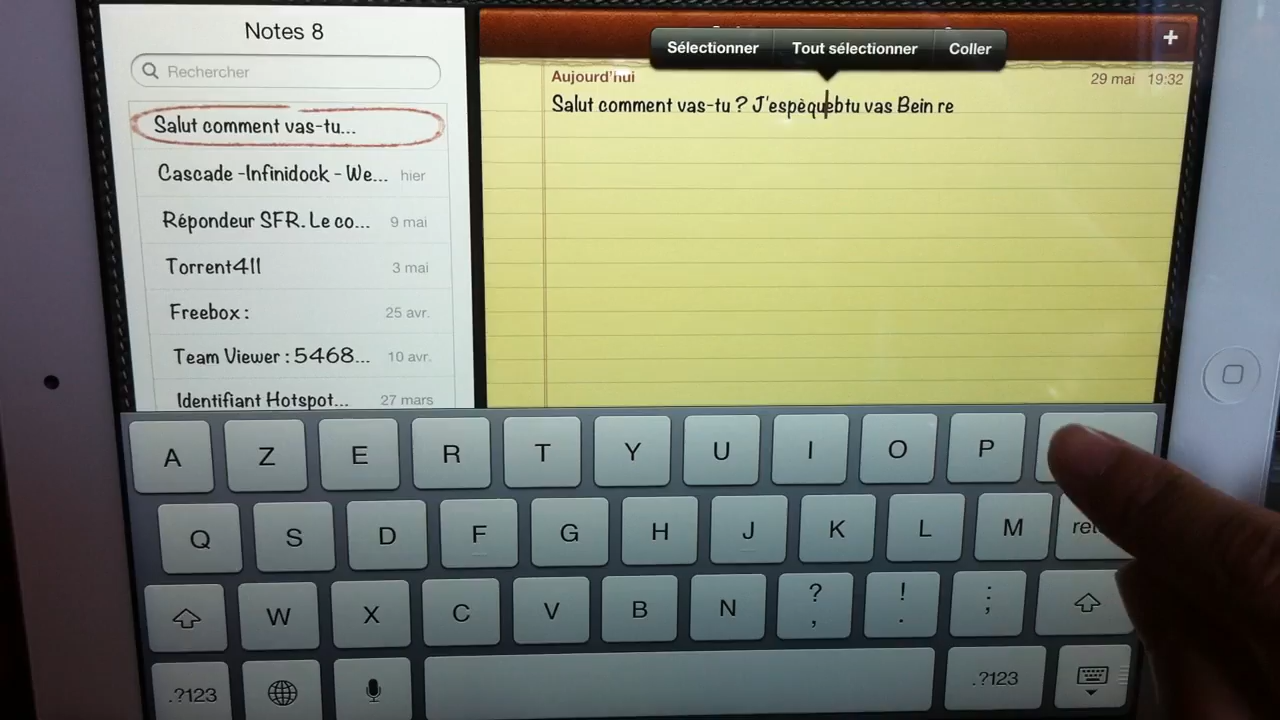 Notes 8
Rechercher
Salut comment vas-tu...
Cascade -Infinidock - We... hier
Répondeur SFR. Le co... 9 mai
Torrent411 3 mai
Freebox : 25 avr.
Team Viewer : 5468... 10 avr.
Identifiant Hotspot... 27 mars
Sélectionner Tout sélectionner Coller +
Aujourd'hui 29 mai 19:32
Salut comment vas-tu ? J'espèquebtu vas Bein re
A Z E R T Y U I O P
Q S D F G H J K L M
W X C V B N ? , ! . : ;
.?123 .?123